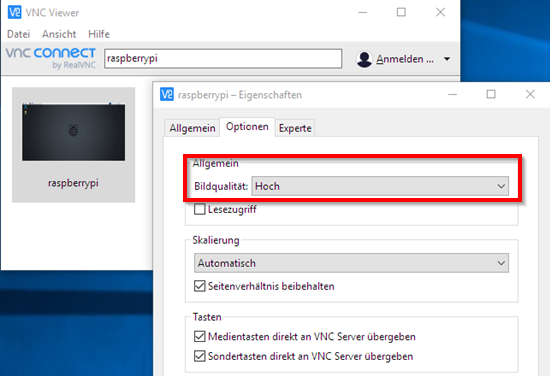 VNC Viewer
Datei Ansicht Hilfe
VNC CONNECT
by RealVNC
raspberrypi
Anmelden ...
raspberrypi
raspberrypi – Eigenschaften
Allgemein Optionen Experte
Allgemein
Bildqualität: Hoch
Lesezugriff
Skalierung
Automatisch
Seitenverhältnis beibehalten
Tasten
Medientasten direkt an VNC Server übergeben
Sondertasten direkt an VNC Server übergeben